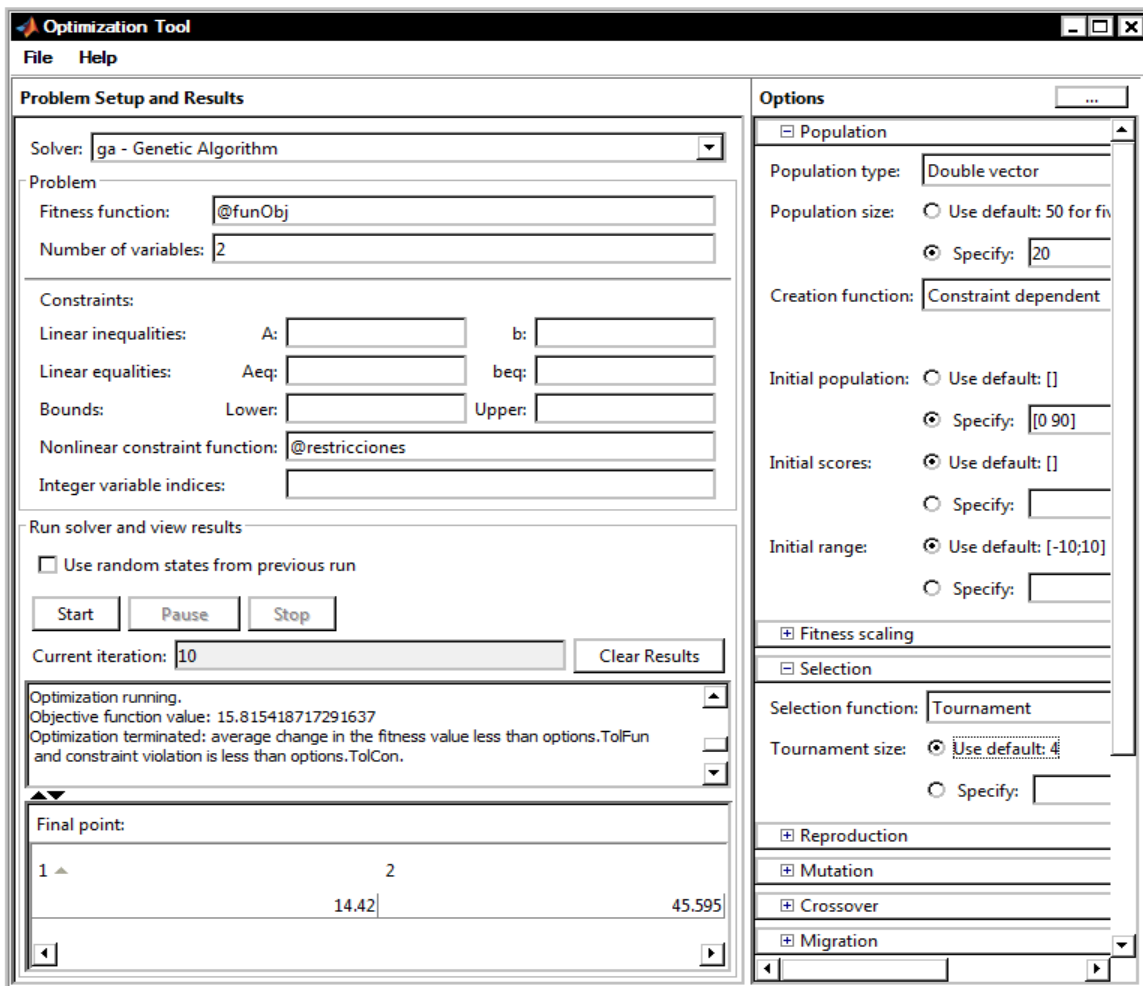 Optimization Tool
File Help
Problem Setup and Results
Solver: ga - Genetic Algorithm
Problem
Fitness function: @funObj
Number of variables: 2
Constraints:
Linear inequalities: A: b:
Linear equalities: Aeq: beq:
Bounds: Lower: Upper:
Nonlinear constraint function: @restricciones
Integer variable indices:
Run solver and view results
Use random states from previous run
Start Pause Stop
Current iteration: 10 Clear Results
Optimization running.
Objective function value: 15.815418717291637
Optimization terminated: average change in the fitness value less than options.TolFun
and constraint violation is less than options.TolCon.
Final point:
1 2
14.42 45.595
Options ...
Population
Population type: Double vector
Population size: Use default: 50 for fiv
Specify: 20
Creation function: Constraint dependent
Initial population: Use default: []
Specify: [0 90]
Initial scores: Use default: []
Specify:
Initial range: Use default: [-10;10]
Specify:
Fitness scaling
Selection
Selection function: Tournament
Tournament size: Use default: 4
Specify:
Reproduction
Mutation
Crossover
Migration